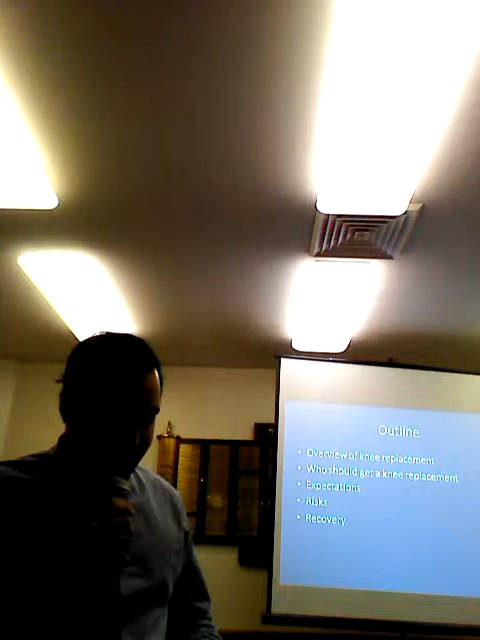 Outline
• Overview of knee replacement
• Who should get a knee replacement
• Expectations
• Risks
• Recovery